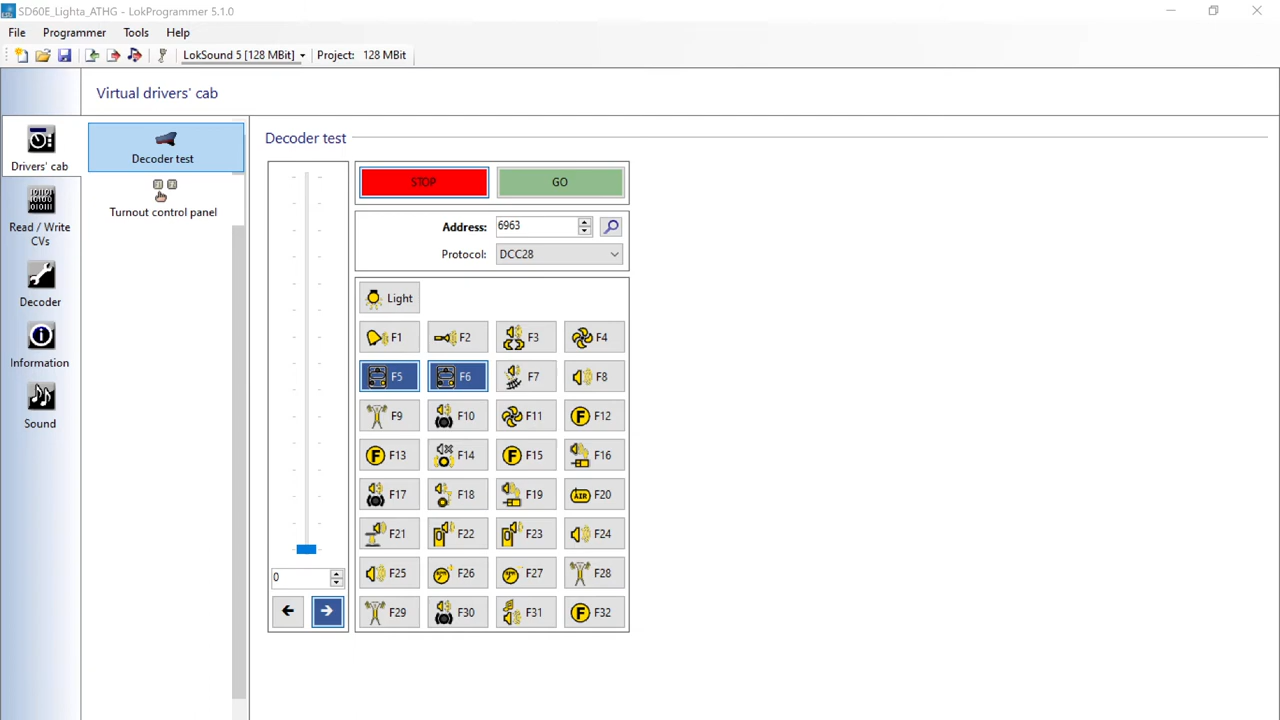 SD60E_Lighta_ATHG - LokProgrammer 5.1.0
File Programmer Tools Help
LokSound 5 [128 MBit] Project: 128 MBit
Virtual drivers' cab
Drivers' cab
Read / Write CVs
Decoder
Information
Sound
Decoder test
Turnout control panel
Decoder test
STOP GO
Address: 6963
Protocol: DCC28
Light
F1 F2 F3 F4
F5 F6 F7 F8
F9 F10 F11 F F12
F F13 F14 F F15 F16
F17 F18 F19 AIR F20
F21 F22 F23 F24
F25 F26 F27 F28
F29 F30 F31 F F32
0